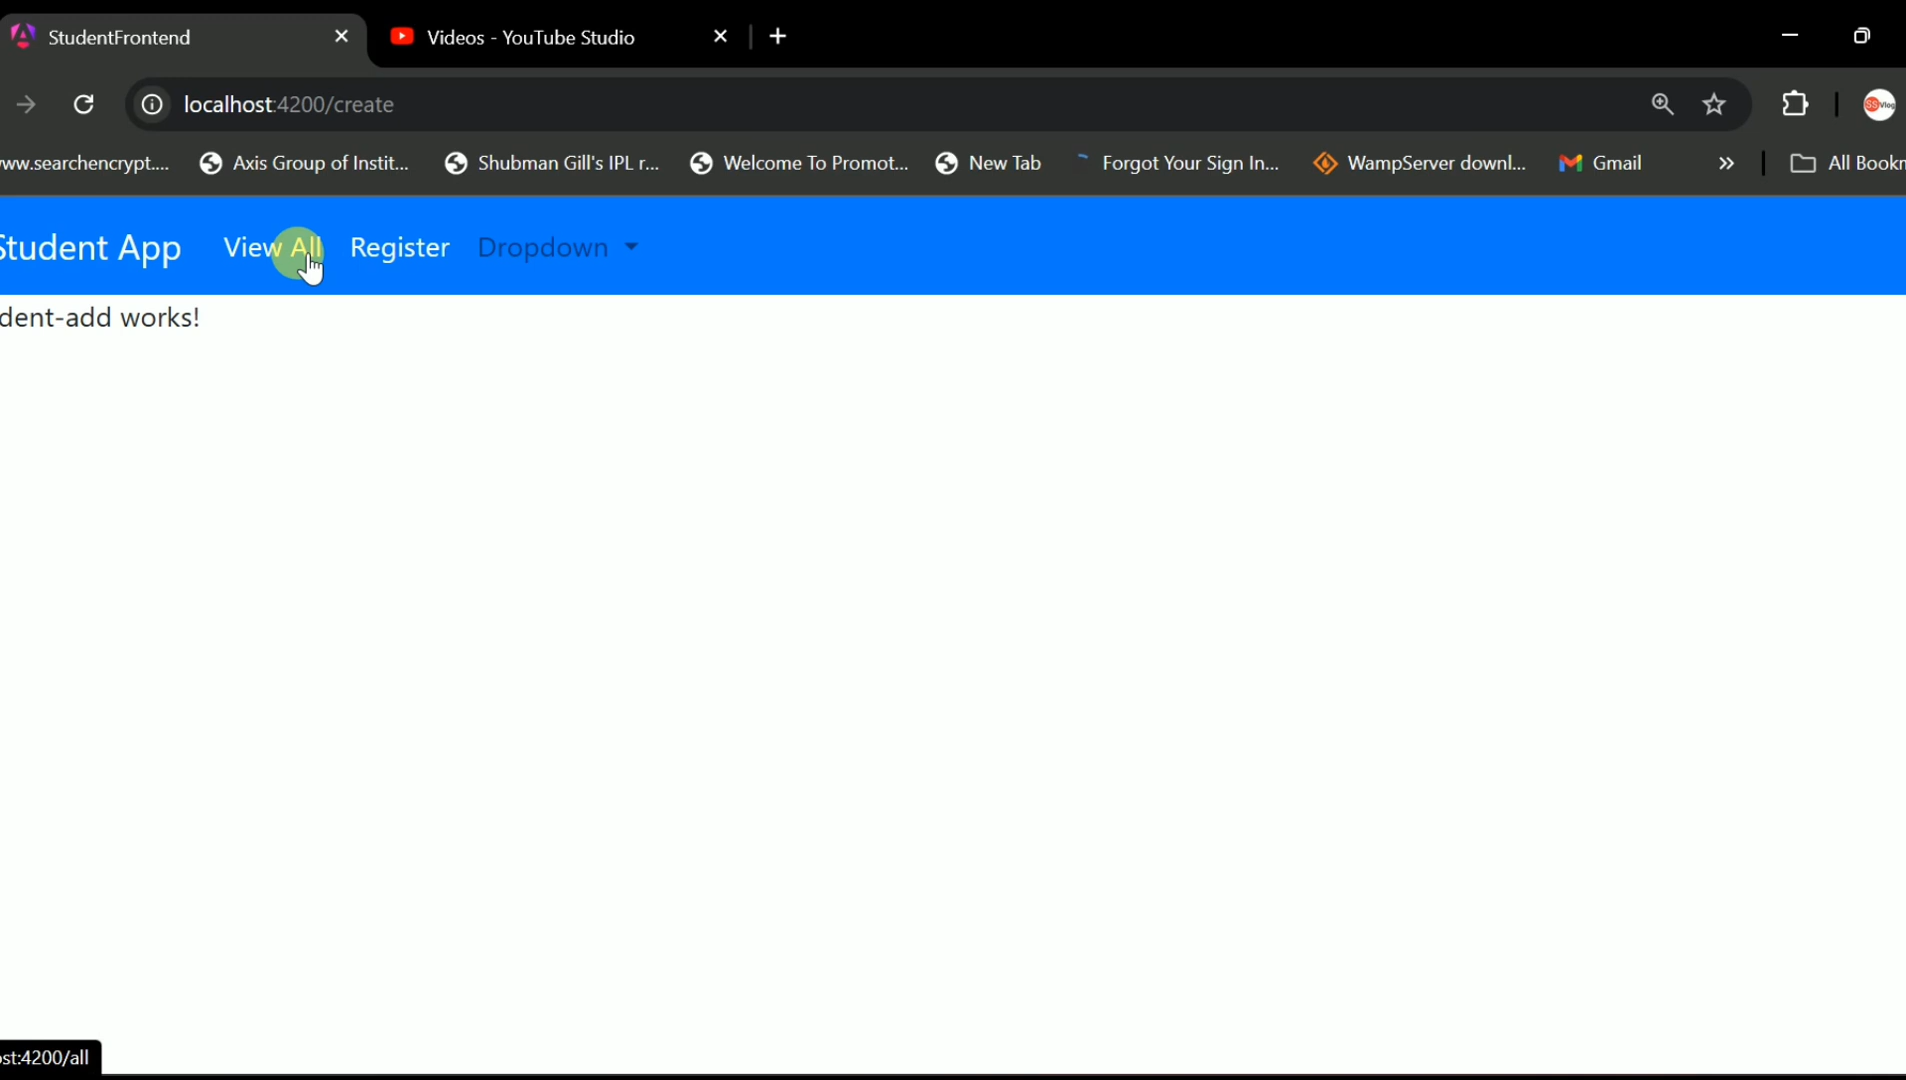 StudentFrontend
Videos - YouTube Studio
localhost:4200/create
ww.searchencrypt.... Axis Group of Instit... Shubman Gill's IPL r... Welcome To Promot... New Tab Forgot Your Sign In... WampServer downl... Gmail » All Bookr
Student App View All Register Dropdown
dent-add works!
st:4200/all